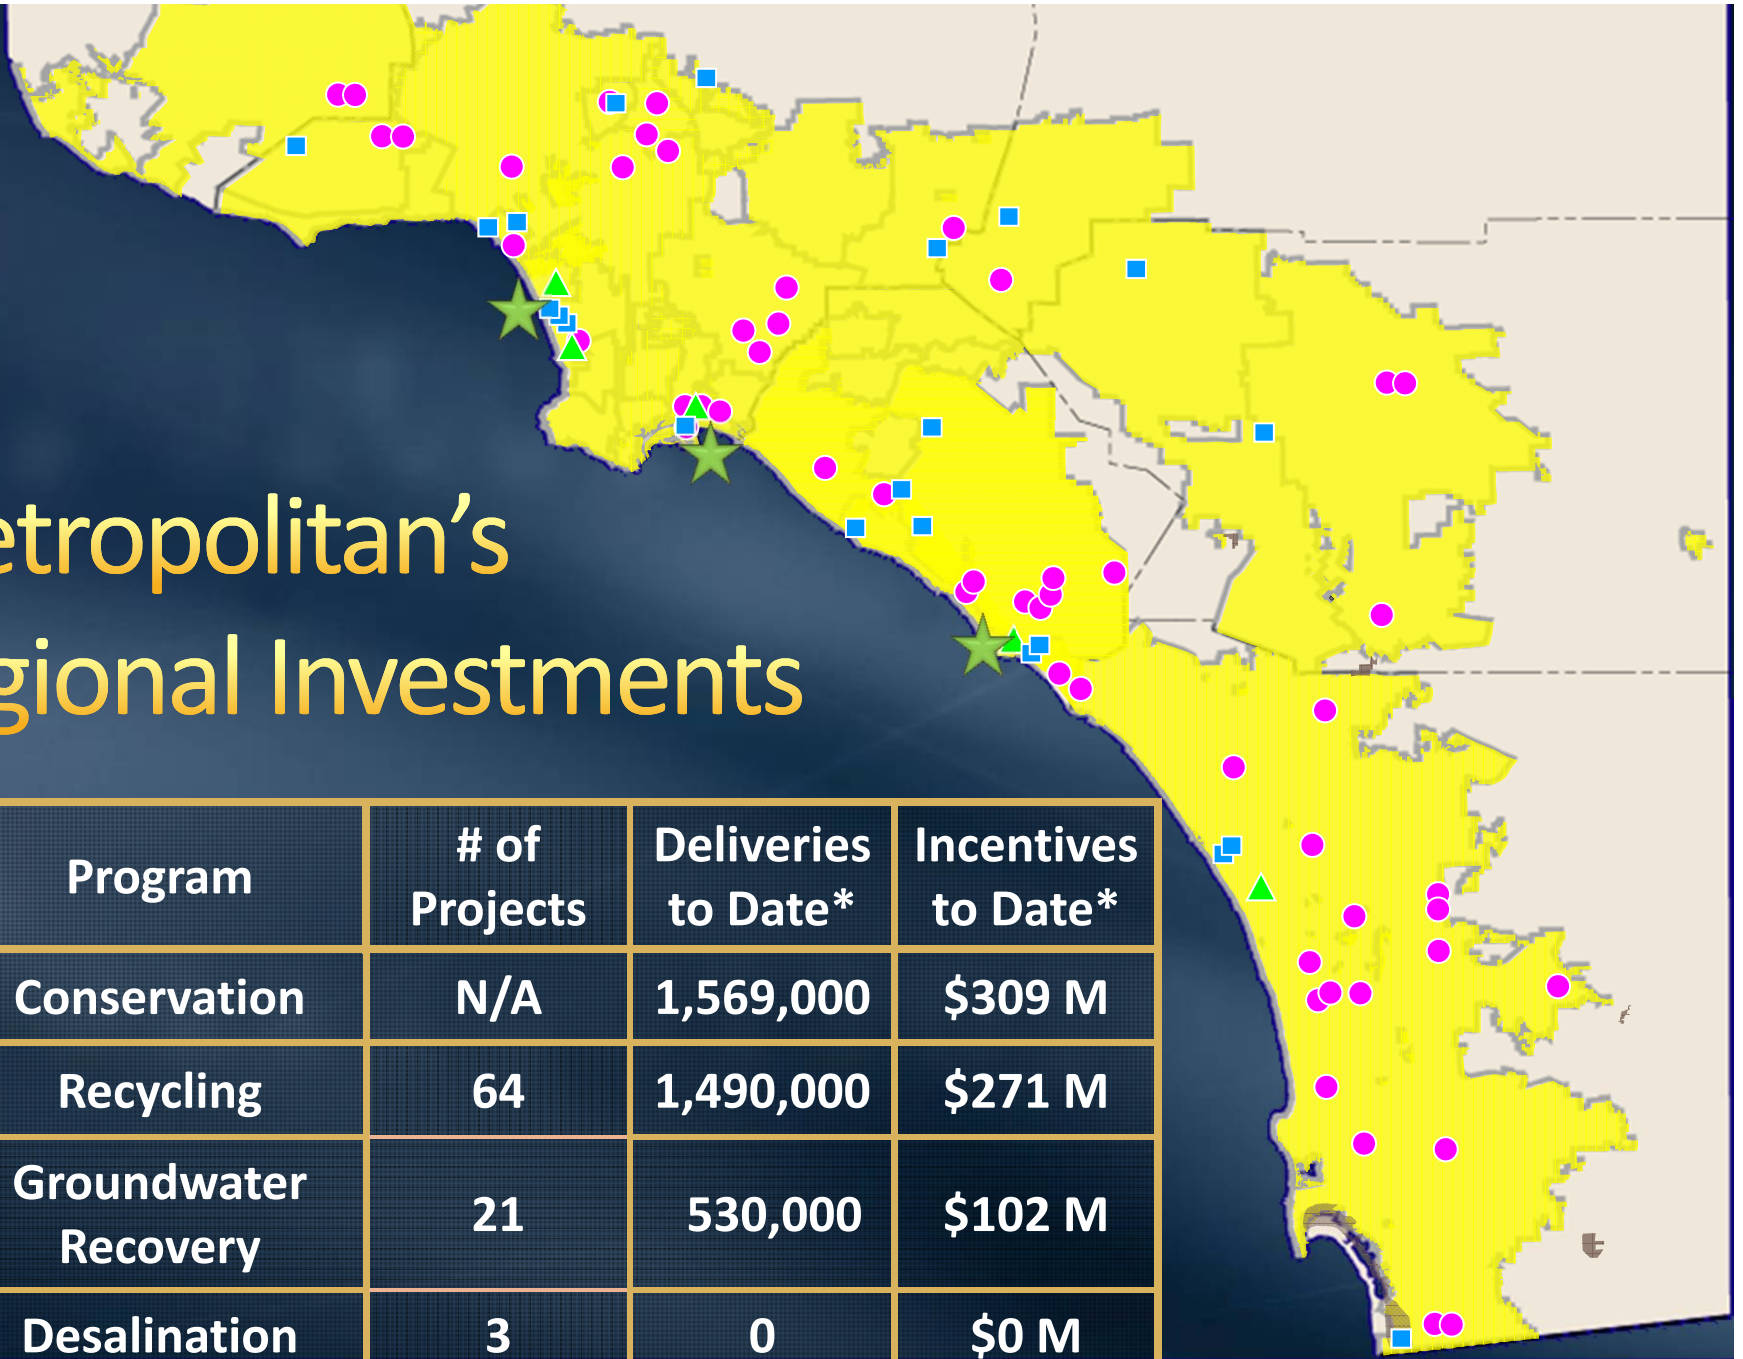 etropolitan's
gional Investments
Program
# of
Projects
Deliveries
to Date*
Incentives
to Date*
Conservation
N/A
1,569,000
$309 M
Recycling
64
1,490,000
$271 M
Groundwater
Recovery
21
530,000
$102 M
Desalination
3
0
$0 M